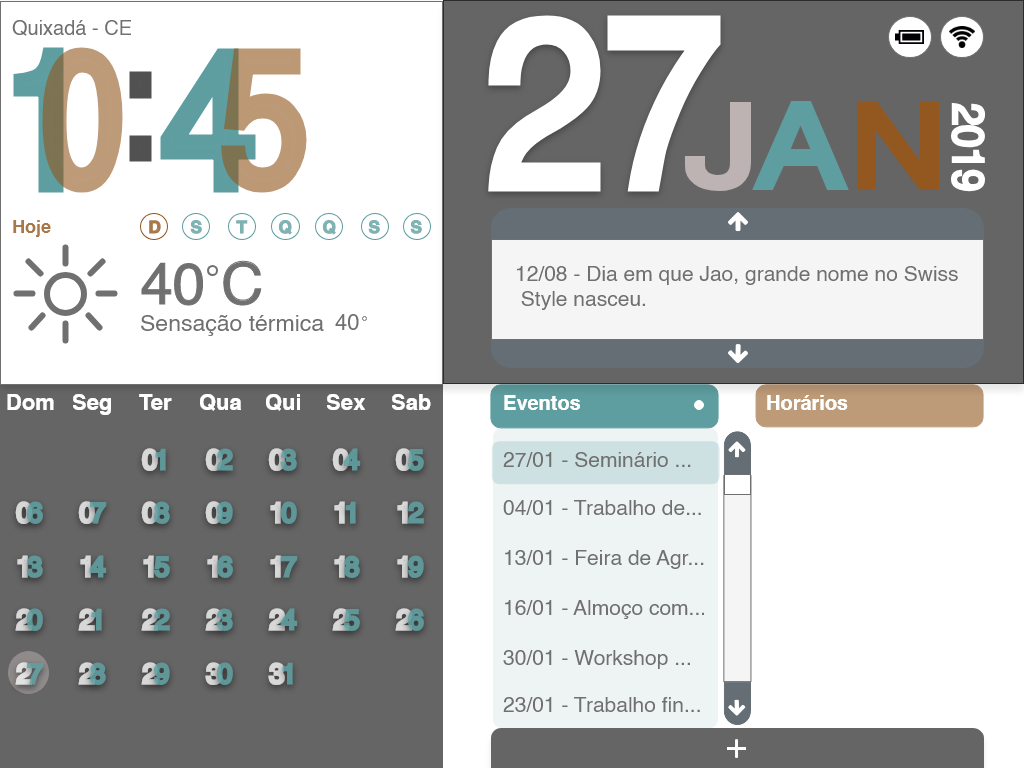 Quixadá - CE
10:45
Hoje
D S T Q Q S S
40°C
Sensação térmica 40°
27 JAN 2019
12/08 - Dia em que Jao, grande nome no Swiss
Style nasceu.
Dom Seg Ter Qua Qui Sex Sab
01 02 03 04 05
06 07 08 09 10 11 12
13 14 15 16 17 18 19
20 21 22 23 24 25 26
27 28 29 30 31
Eventos
27/01 - Seminário ...
04/01 - Trabalho de...
13/01 - Feira de Agr...
16/01 - Almoço com...
30/01 - Workshop ...
23/01 - Trabalho fin...
+
Horários